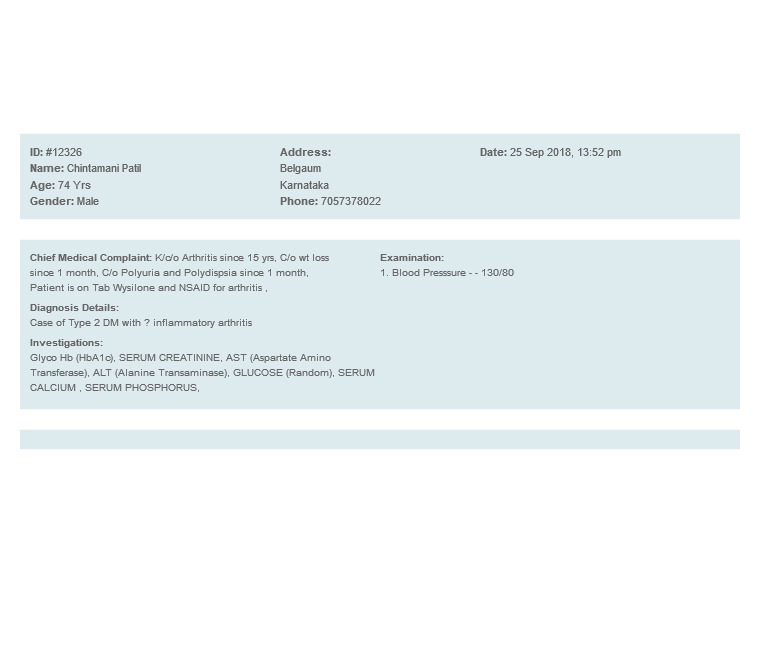 ID: #12326
Name: Chintamani Patil
Age: 74 Yrs
Gender: Male
Address:
Belgaum
Karnataka
Phone: 7057378022
Date: 25 Sep 2018, 13:52 pm
Chief Medical Complaint: K/c/o Arthritis since 15 yrs, C/o wt loss
since 1 month, C/o Polyuria and Polydispsia since 1 month,
Patient is on Tab Wysilone and NSAID for arthritis ,
Diagnosis Details:
Case of Type 2 DM with ? inflammatory arthritis
Investigations:
Glyco Hb (HbA1c), SERUM CREATININE, AST (Aspartate Amino
Transferase), ALT (Alanine Transaminase), GLUCOSE (Random), SERUM
CALCIUM , SERUM PHOSPHORUS,
Examination:
1. Blood Presssure - - 130/80